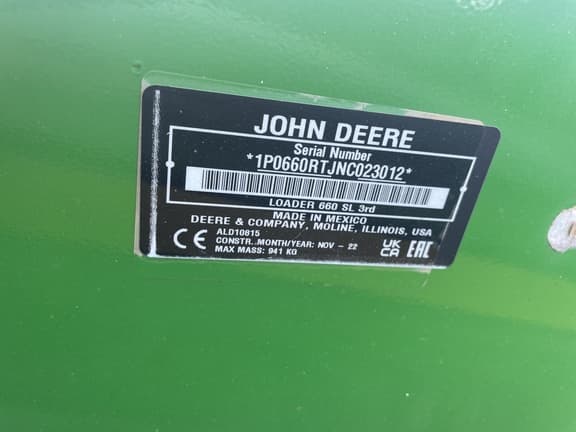 JOHN DEERE
Serial Number
*1P0660RTJNC023012*
LOADER 660 SL 3rd
MADE IN MEXICO
DEERE & COMPANY, MOLINE, ILLINOIS, USA
ALD10815
CONSTR. MONTH/YEAR: NOV - 22
MAX MASS: 941 KG
CE
UK
CA
EAC